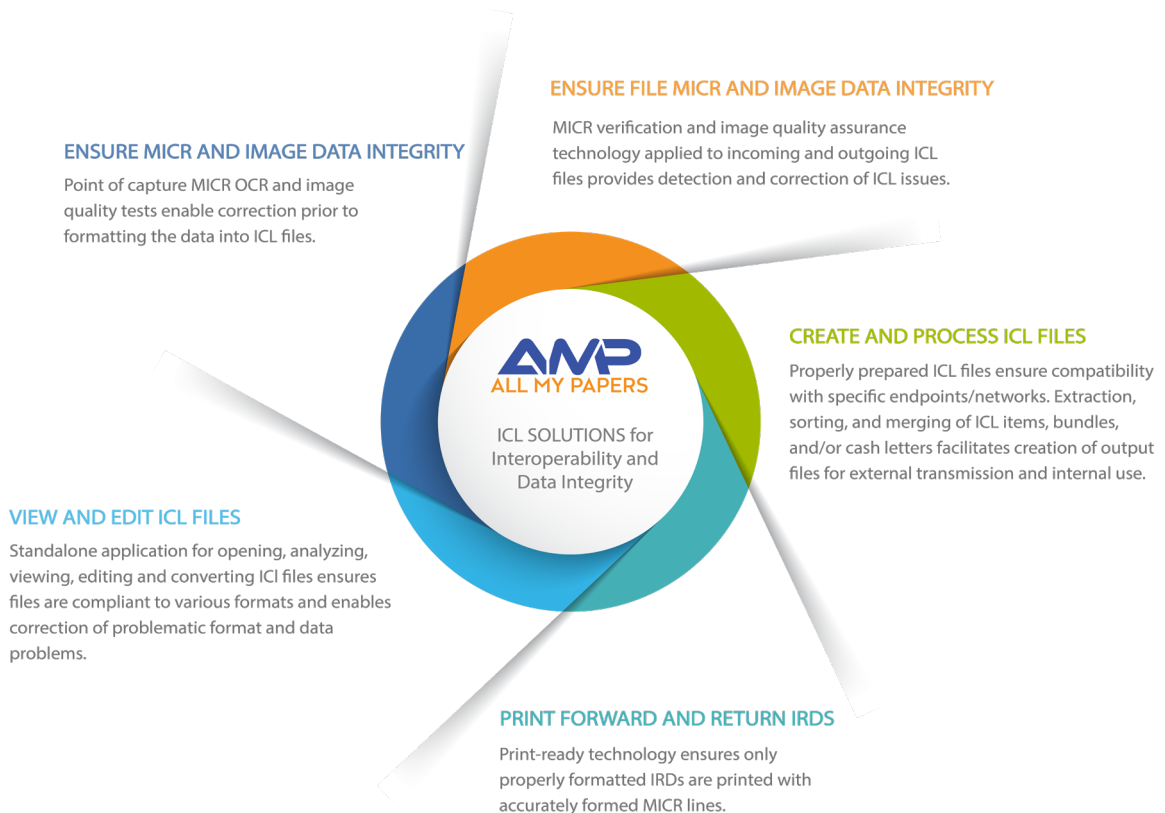 ENSURE FILE MICR AND IMAGE DATA INTEGRITY
MICR verification and image quality assurance
technology applied to incoming and outgoing ICL
files provides detection and correction of ICL issues.
ENSURE MICR AND IMAGE DATA INTEGRITY
Point of capture MICR OCR and image
quality tests enable correction prior to
formatting the data into ICL files.
AMP
ALL MY PAPERS
ICL SOLUTIONS for
Interoperability and
Data Integrity
CREATE AND PROCESS ICL FILES
Properly prepared ICL files ensure compatibility
with specific endpoints/networks. Extraction,
sorting, and merging of ICL items, bundles,
and/or cash letters facilitates creation of output
files for external transmission and internal use.
VIEW AND EDIT ICL FILES
Standalone application for opening, analyzing,
viewing, editing and converting ICl files ensures
files are compliant to various formats and enables
correction of problematic format and data
problems.
PRINT FORWARD AND RETURN IRDS
Print-ready technology ensures only
properly formatted IRDs are printed with
accurately formed MICR lines.